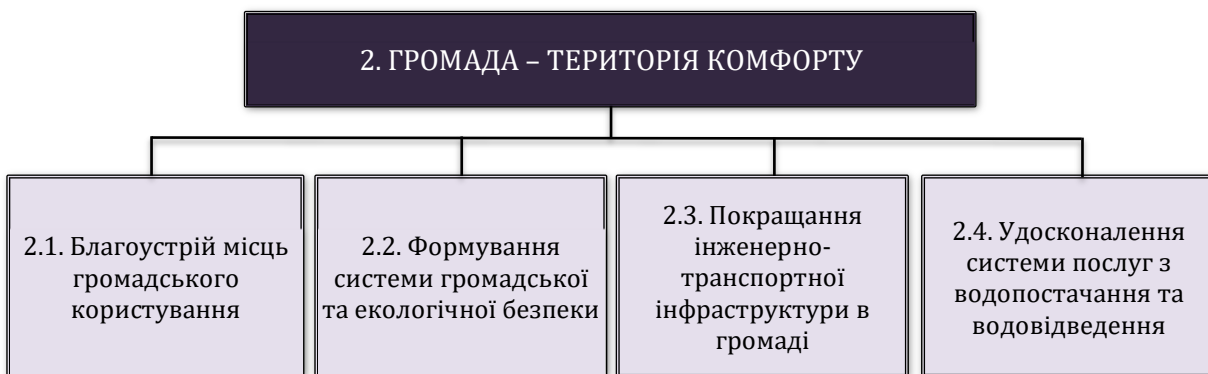 2. ГРОМАДА – ТЕРИТОРІЯ КОМФОРТУ
2.1. Благоустрій місць
громадського
користування
2.2. Формування
системи громадської
та екологічної безпеки
2.3. Покращання
інженерно-
транспортної
інфраструктури в
громаді
2.4. Удосконалення
системи послуг з
водопостачання та
водовідведення